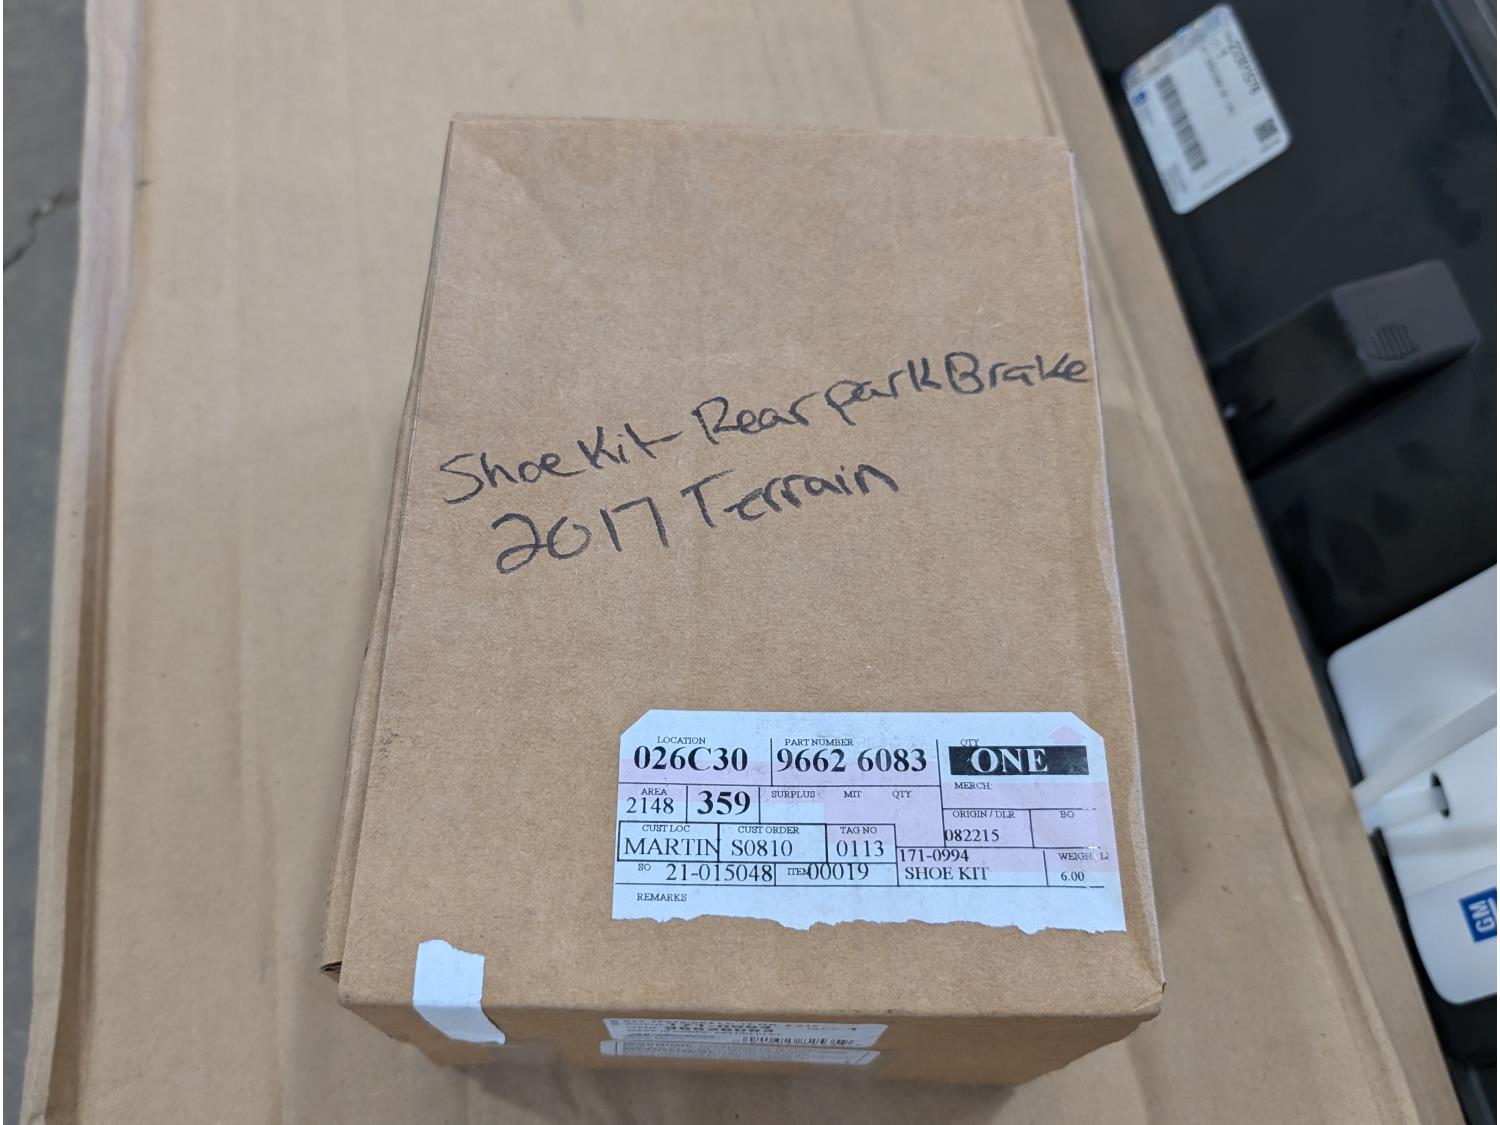 Shoe Kit - Rear park Brake
2017 Terrain
LOCATION
026C30
PART NUMBER
9662 6083
QTY
ONE
AREA
2148
359
SURPLUS MIT QTY
MERCH:
ORIGIN / DLR
082215
BO
CUST LOC
MARTIN
CUST ORDER
S0810
TAG NO
0113
171-0994
SHOE KIT
6.00
SO 21-015048
ITEM 00019
REMARKS
GM